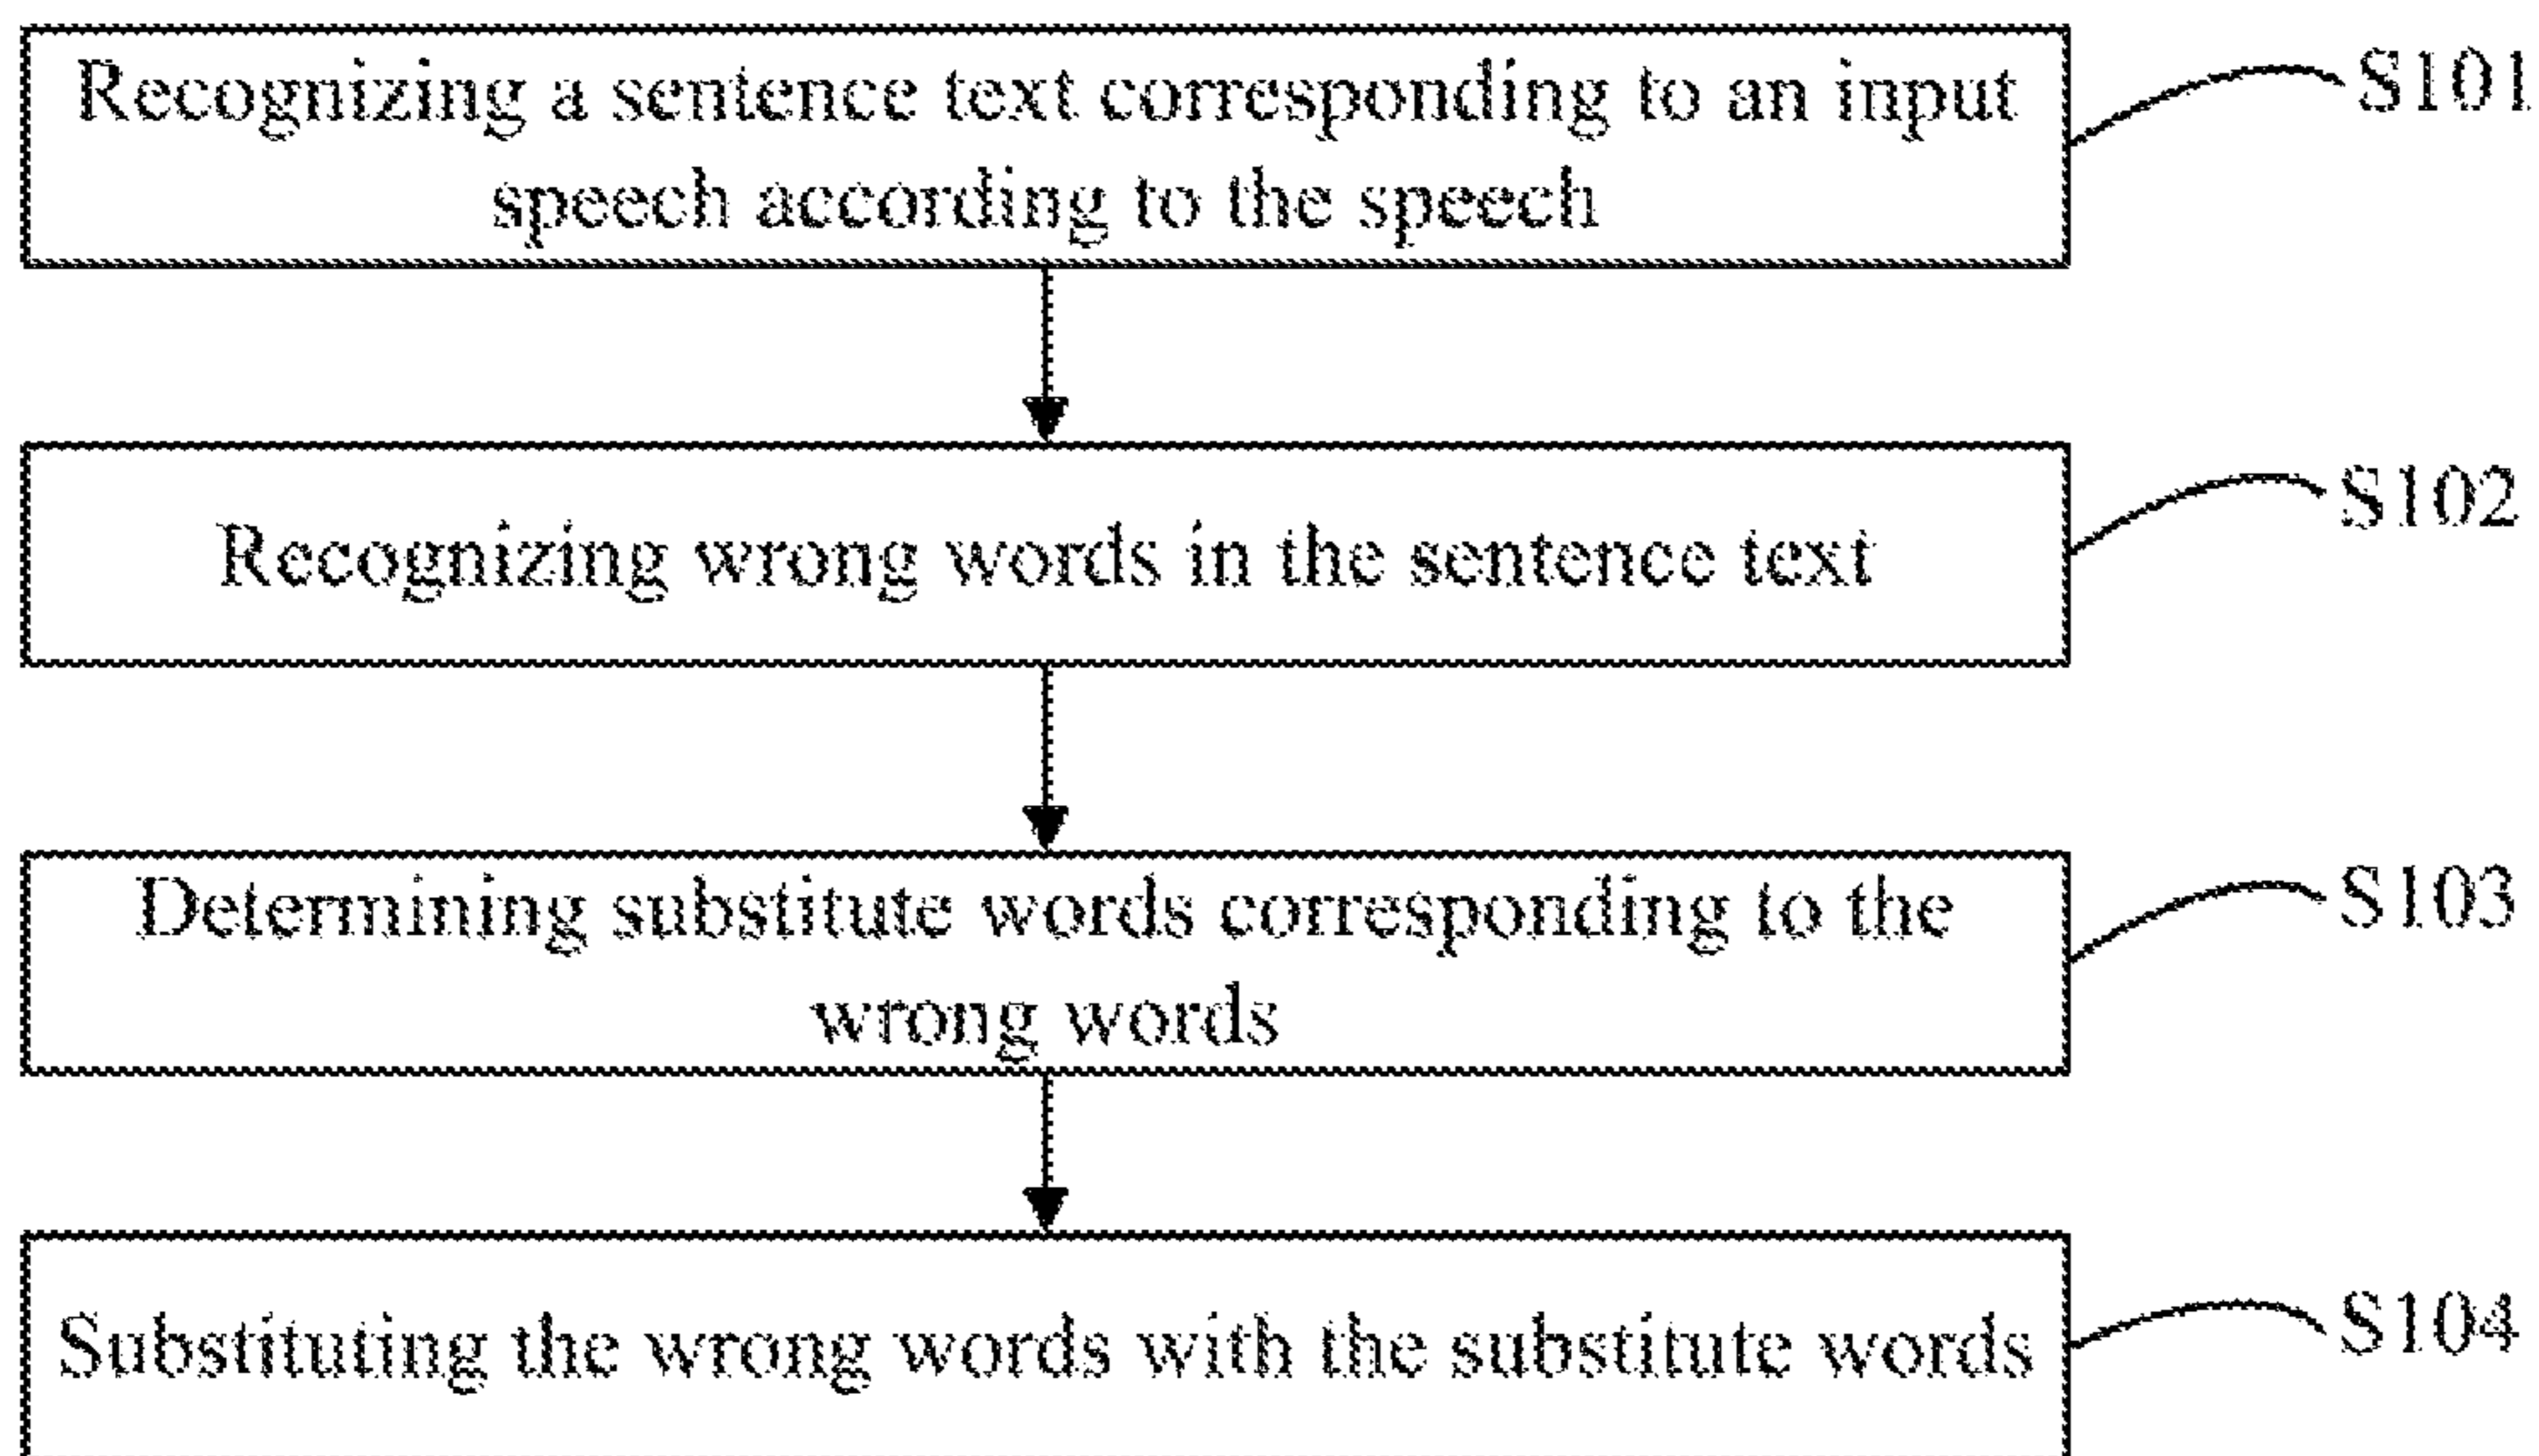 Recognizing a sentence text corresponding to an input
speech according to the speech
S101
Recognizing wrong words in the sentence text
S102
Determining substitute words corresponding to the
wrong words
S103
Substituting the wrong words with the substitute words
S104